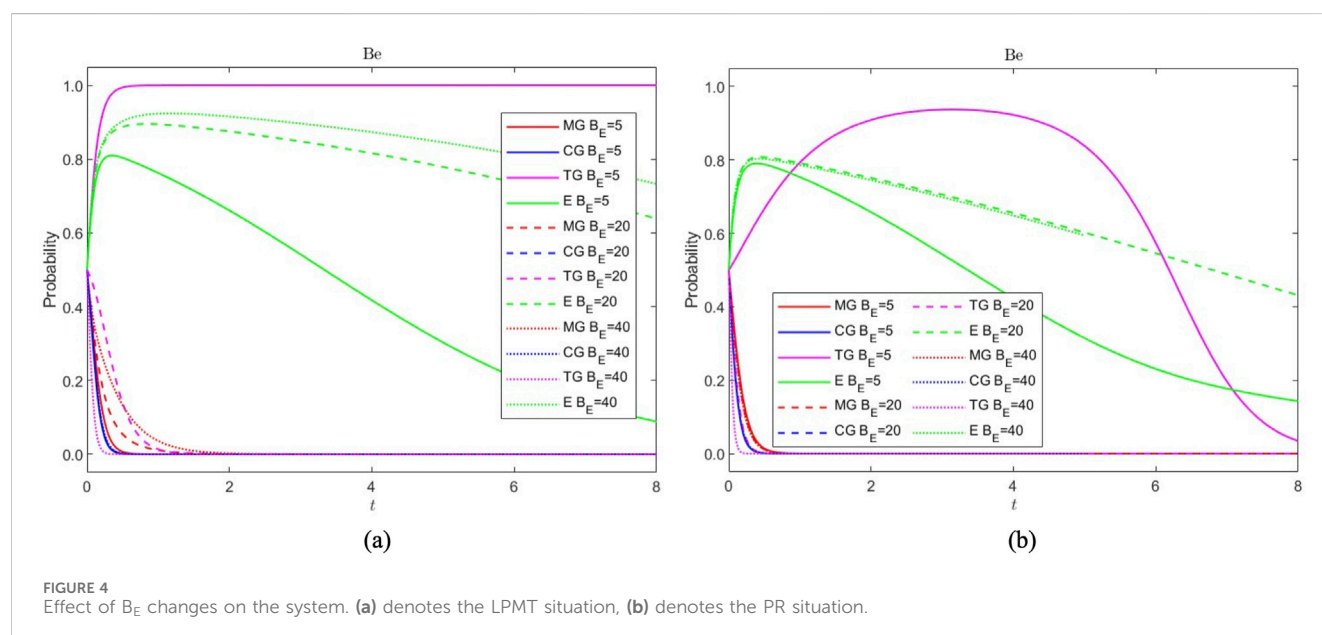 Be
Probability
1.0
0.8
0.6
0.4
0.2
0.0
0
2
4
6
8
t
MG B_E=5
CG B_E=5
TG B_E=5
E B_E=5
MG B_E=20
CG B_E=20
TG B_E=20
E B_E=20
MG B_E=40
CG B_E=40
TG B_E=40
E B_E=40
(a)
Be
Probability
1.0
0.8
0.6
0.4
0.2
0.0
0
2
4
6
8
t
MG B_E=5
CG B_E=5
TG B_E=5
E B_E=5
MG B_E=20
CG B_E=20
TG B_E=20
E B_E=20
MG B_E=40
CG B_E=40
TG B_E=40
E B_E=40
(b)
FIGURE 4
Effect of B_E changes on the system. (a) denotes the LPMT situation, (b) denotes the PR situation.